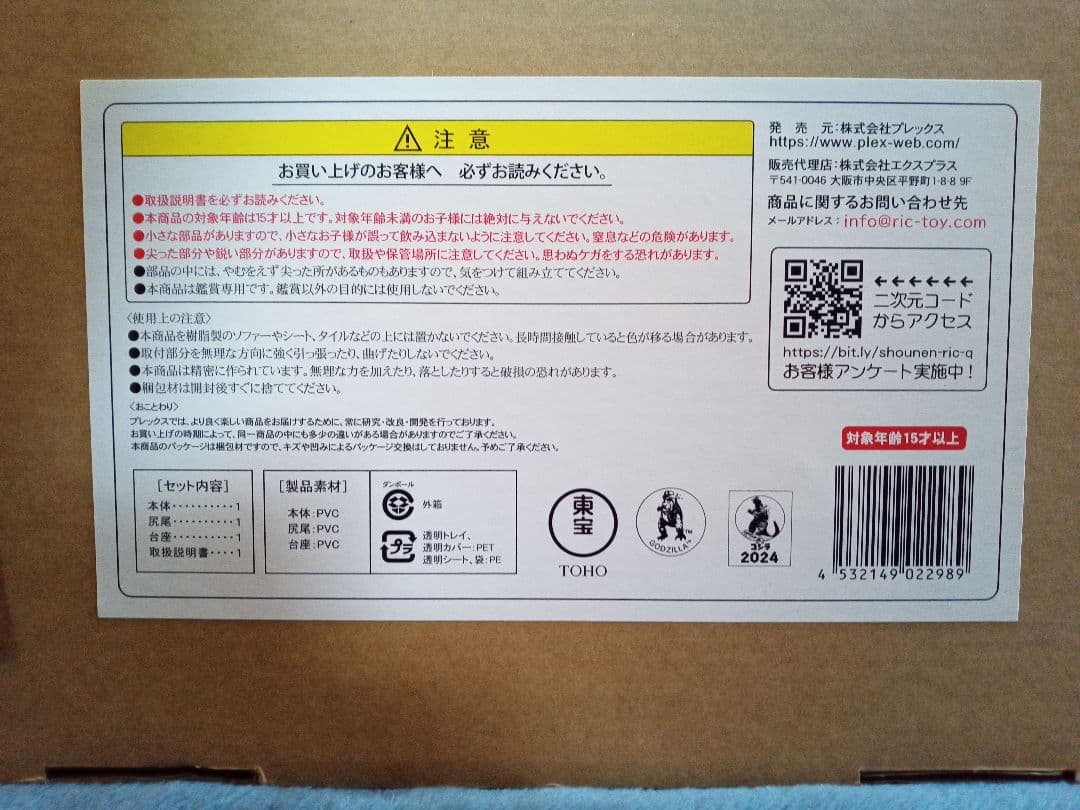 注意
お買い上げのお客様へ 必ずお読みください。
●取扱説明書を必ずお読みください。
●本商品の対象年齢は15才以上です。対象年齢未満のお子様には絶対に与えないでください。
●小さな部品がありますので、小さなお子様が誤って飲み込まないように注意してください。窒息などの危険があります。
●尖った部分や鋭い部分がありますので、取扱や保管場所に注意してください。思わぬケガをする恐れがあります。
●部品の中には、やむをえず尖った所があるものもありますので、気をつけて組み立ててください。
●本商品は鑑賞専用です。鑑賞以外の目的には使用しないでください。
〈使用上の注意〉
●本商品を樹脂製のソファーやシート、タイルなどの上には置かないでください。長時間接触していると色が移る場合があります。
●取付部分を無理な方向に強く引っ張ったり、曲げたりしないでください。
●本商品は精密に作られています。無理な力を加えたり、落としたりすると破損の恐れがあります。
●梱包材は開封後すぐに捨ててください。
〈おことわり〉
プレックスでは、より良く楽しい商品をお届けするために、常に研究・改良・開発を行っております。
お買い上げの時期によって、同一商品の中にも多少の違いがある場合がありますのでご了承ください。
本商品のパッケージは梱包材ですので、キズや凹みによるパッケージ交換はしておりません。予めご了承ください。
[セット内容]
本体‥‥‥‥‥1
尻尾‥‥‥‥‥1
台座‥‥‥‥‥1
取扱説明書‥‥1
[製品素材]
本体:PVC
尻尾:PVC
台座:PVC
ダンボール
外箱
プラ
透明トレイ、
透明カバー:PET
透明シート、袋:PE
東宝
TOHO
GODZILLA™
ゴジラ
2024
発売元:株式会社プレックス
https://www.plex-web.com/
販売代理店:株式会社エクスプラス
〒541-0046 大阪市中央区平野町1-8-8 9F
商品に関するお問い合わせ先
メールアドレス:info@ric-toy.com
←←←←←←
二次元コード
からアクセス
https://bit.ly/shounen-ric-q
お客様アンケート実施中!
対象年齢15才以上
4 532149 022989